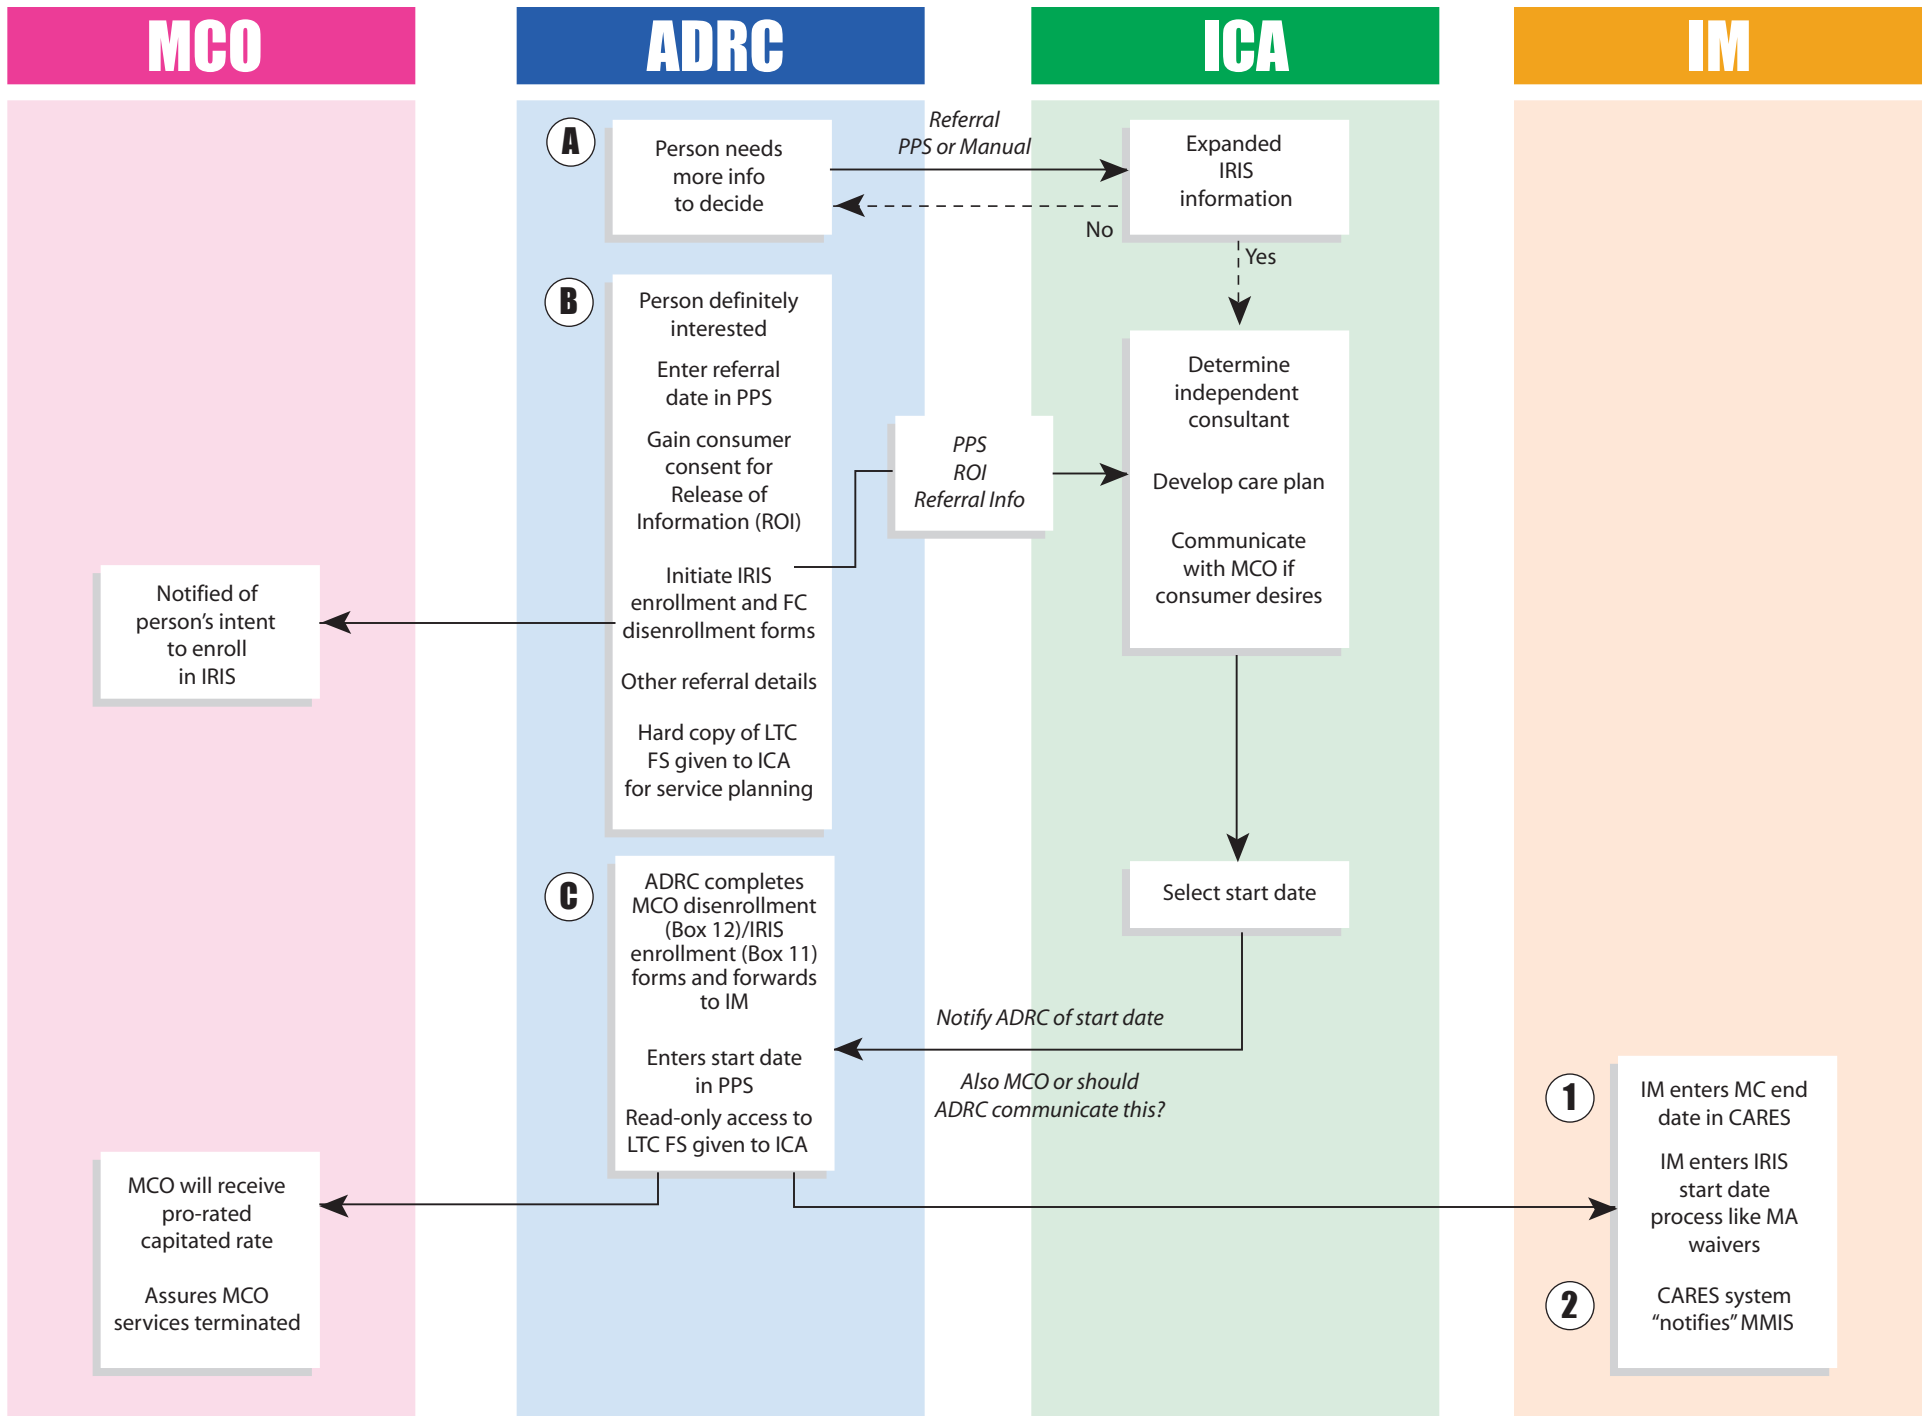 MCO
ADRC
ICA
IM
A
Person needs
more info
to decide
Referral
PPS or Manual
No
Expanded
IRIS
information
Yes
B
Person definitely
interested
Enter referral
date in PPS
Gain consumer
consent for
Release of
Information (ROI)
Initiate IRIS
enrollment and FC
disenrollment forms
Other referral details
Hard copy of LTC
FS given to ICA
for service planning
PPS
ROI
Referral Info
Determine
independent
consultant
Develop care plan
Communicate
with MCO if
consumer desires
Notified of
person's intent
to enroll
in IRIS
Select start date
C
ADRC completes
MCO disenrollment
(Box 12)/IRIS
enrollment (Box 11)
forms and forwards
to IM
Enters start date
in PPS
Read-only access to
LTC FS given to ICA
Notify ADRC of start date
Also MCO or should
ADRC communicate this?
MCO will receive
pro-rated
capitated rate
Assures MCO
services terminated
1
IM enters MC end
date in CARES
IM enters IRIS
start date
process like MA
waivers
2
CARES system
“notifies” MMIS